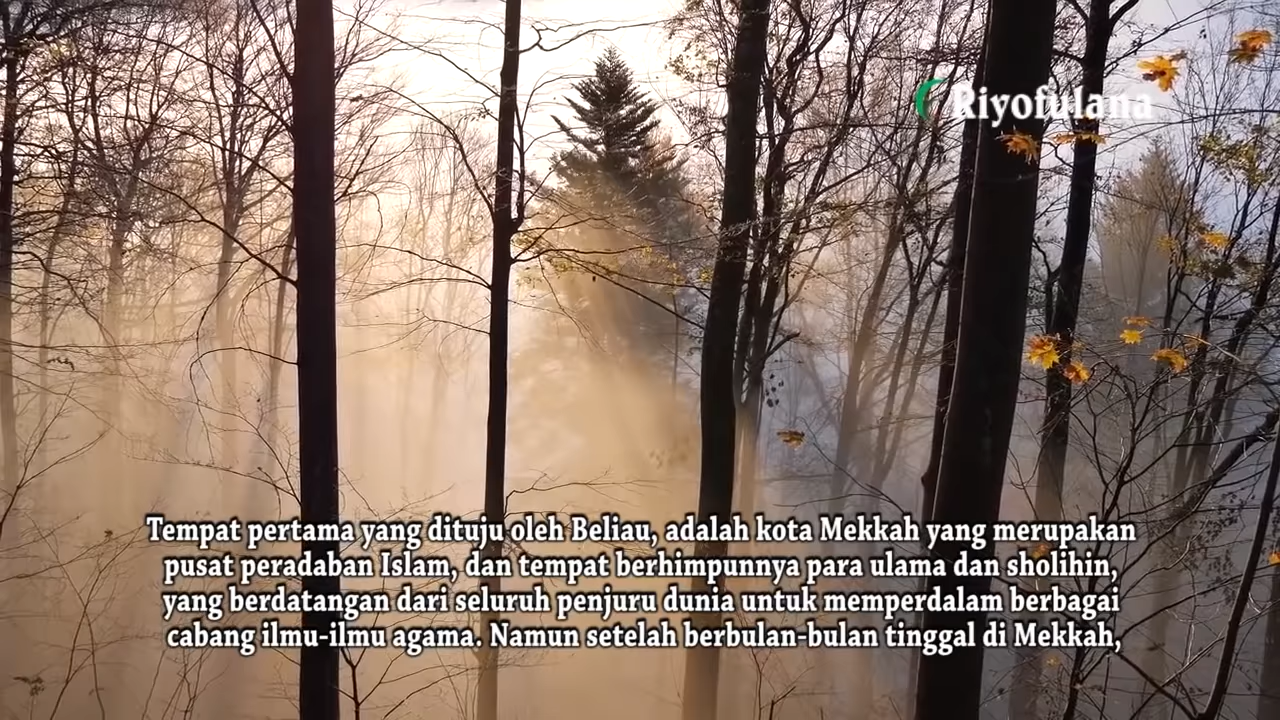 Riyofulana
Tempat pertama yang dituju oleh Beliau, adalah kota Mekkah yang merupakan
pusat peradaban Islam, dan tempat berhimpunnya para ulama dan sholihin,
yang berdatangan dari seluruh penjuru dunia untuk memperdalam berbagai
cabang ilmu-ilmu agama. Namun setelah berbulan-bulan tinggal di Mekkah,